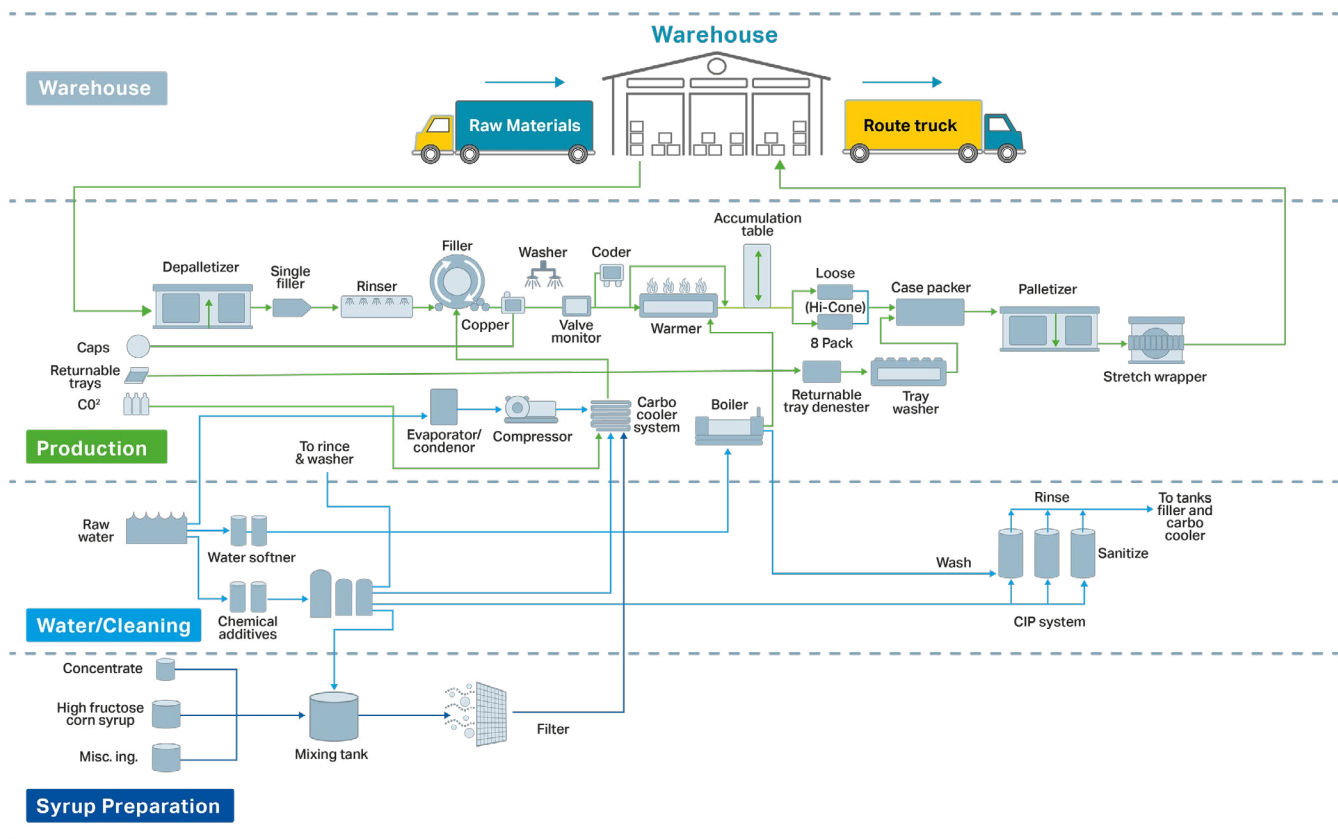 Warehouse
Warehouse
Raw Materials
Route truck
Accumulation
table
Filler
Washer
Coder
Depalletizer
Single
filler
Rinser
Loose
(Hi-Cone)
8 Pack
Case packer
Palletizer
Copper
Valve
monitor
Warmer
Stretch wrapper
Caps
Returnable
trays
C0²
Returnable
tray denester
Tray
washer
Evaporator/
condenor
Compressor
Carbo
cooler
system
Boiler
Production
To rince
& washer
Raw
water
Water softner
Rinse
To tanks
filler and
carbo
cooler
Wash
Sanitize
Chemical
additives
CIP system
Water/Cleaning
Concentrate
High fructose
corn syrup
Misc. ing.
Mixing tank
Filter
Syrup Preparation